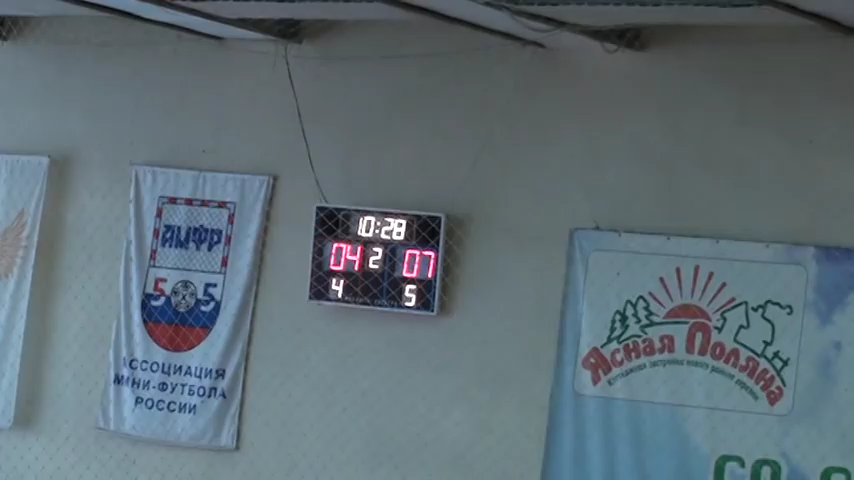 АМФР
5 5
АССОЦИАЦИЯ
МИНИ-ФУТБОЛА
РОССИИ
10:28
04 2 07
4 5
Ясная Поляна